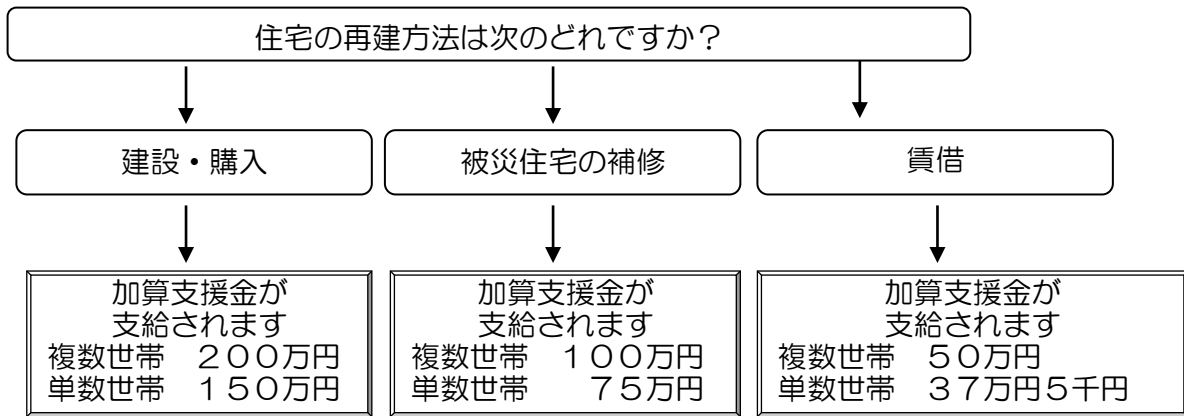 住宅の再建方法は次のどれですか？
建設・購入
被災住宅の補修
賃借
加算支援金が
支給されます
複数世帯　２００万円
単数世帯　１５０万円
加算支援金が
支給されます
複数世帯　１００万円
単数世帯　　７５万円
加算支援金が
支給されます
複数世帯　５０万円
単数世帯　３７万円５千円